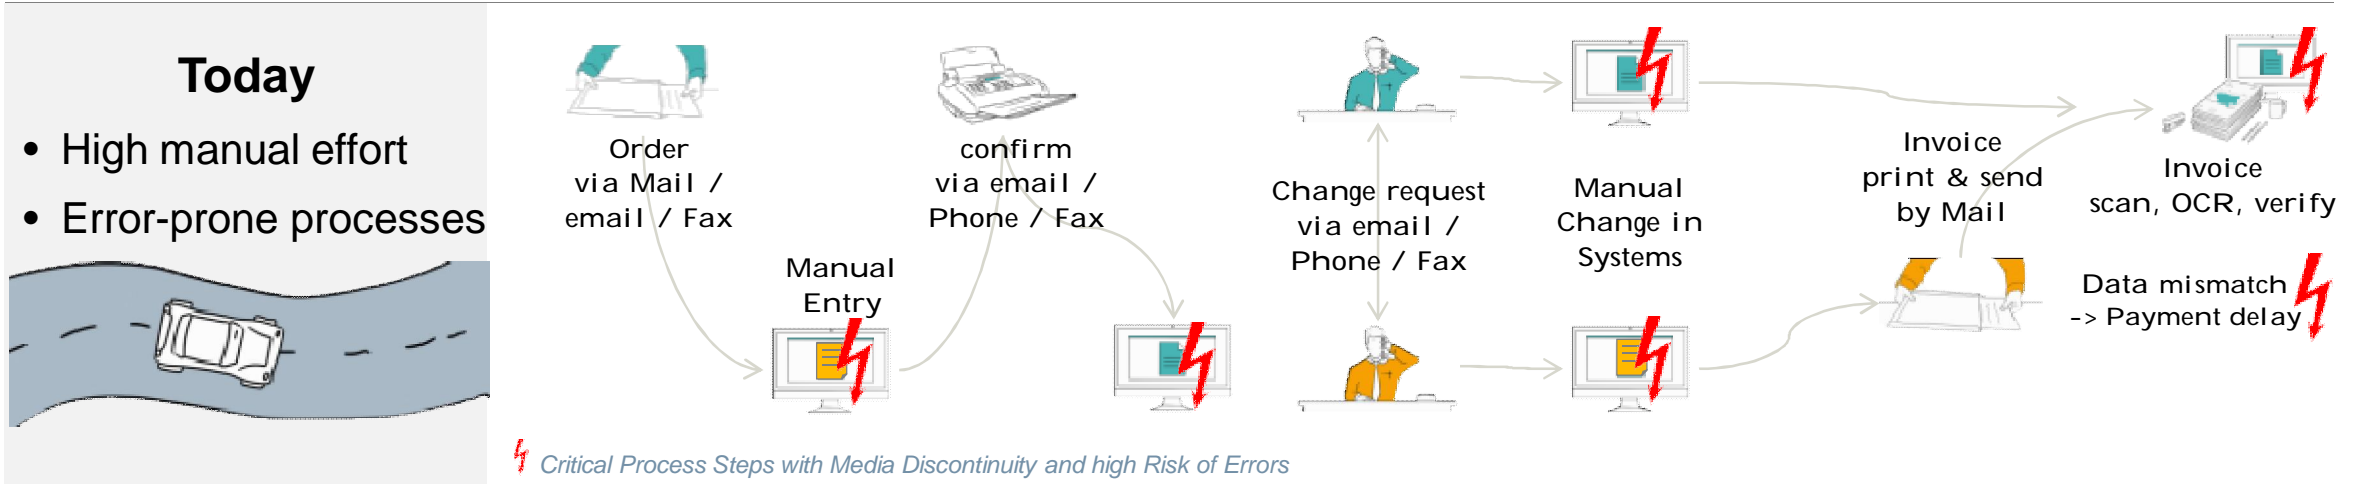 Today
• High manual effort
• Error-prone processes
Order
via Mail /
email / Fax
Manual
Entry
confirm
via email /
Phone / Fax
Change request
via email /
Phone / Fax
Manual
Change in
Systems
Invoice
print & send
by Mail
Invoice
scan, OCR, verify
Data mismatch
-> Payment delay
Critical Process Steps with Media Discontinuity and high Risk of Errors